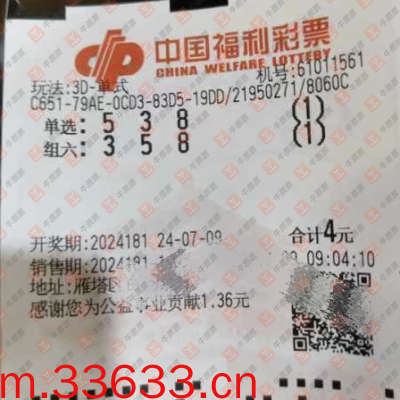 中国福利彩票
CHINA WELFARE LOTTERY
玩法:3D-单式 机号:61011561
C651-79AE-0CD3-83D5-19DD/21950271/8060C
单选: 5 3 8 (1)
组六: 3 5 8 (1)
开奖期:2024181 24-07-09 合计4元
销售期:2024181 09:04:10
地址:雁塔区
感谢您为公益事业贡献1.36元
m.33633.cn